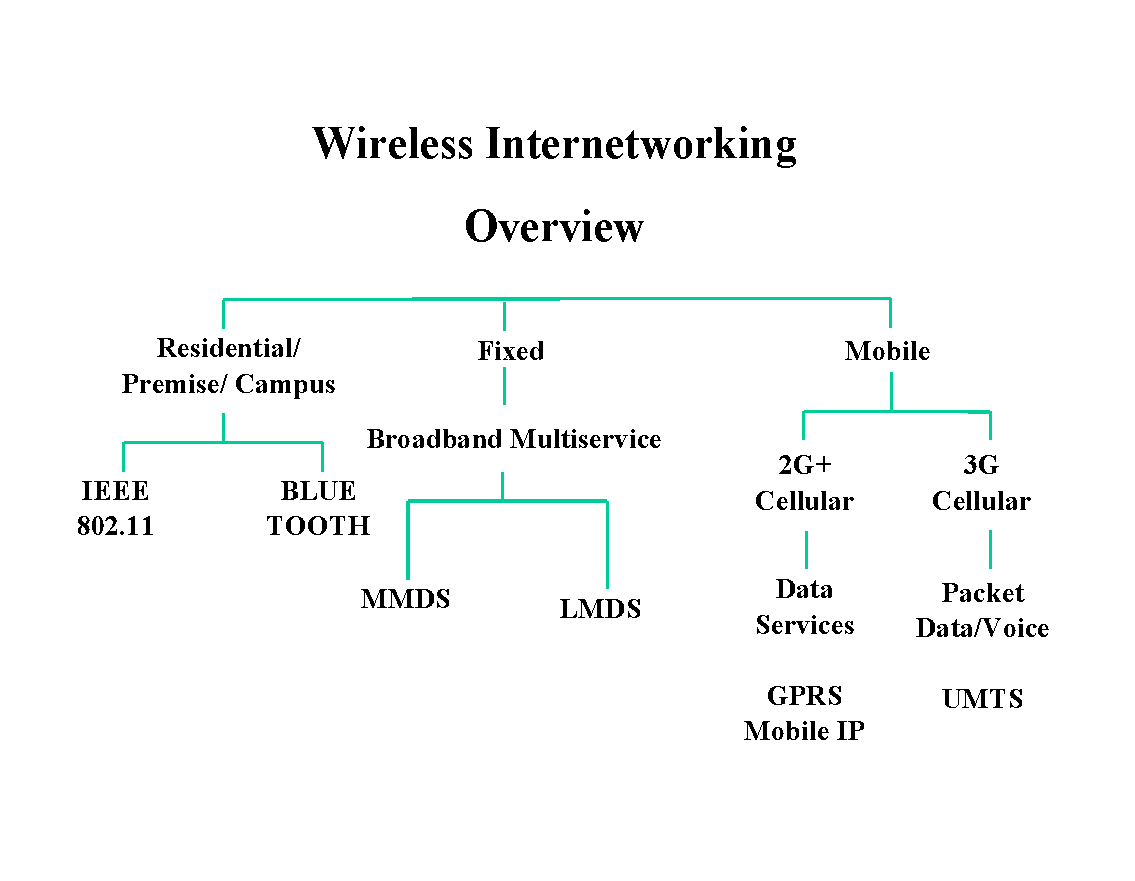 Wireless Internetworking
Overview
Residential/
Premise/ Campus
Fixed
Mobile
IEEE
802.11
BLUE
TOOTH
Broadband Multiservice
MMDS
LMDS
2G+
Cellular
3G
Cellular
Data
Services
Packet
Data/Voice
GPRS
Mobile IP
UMTS